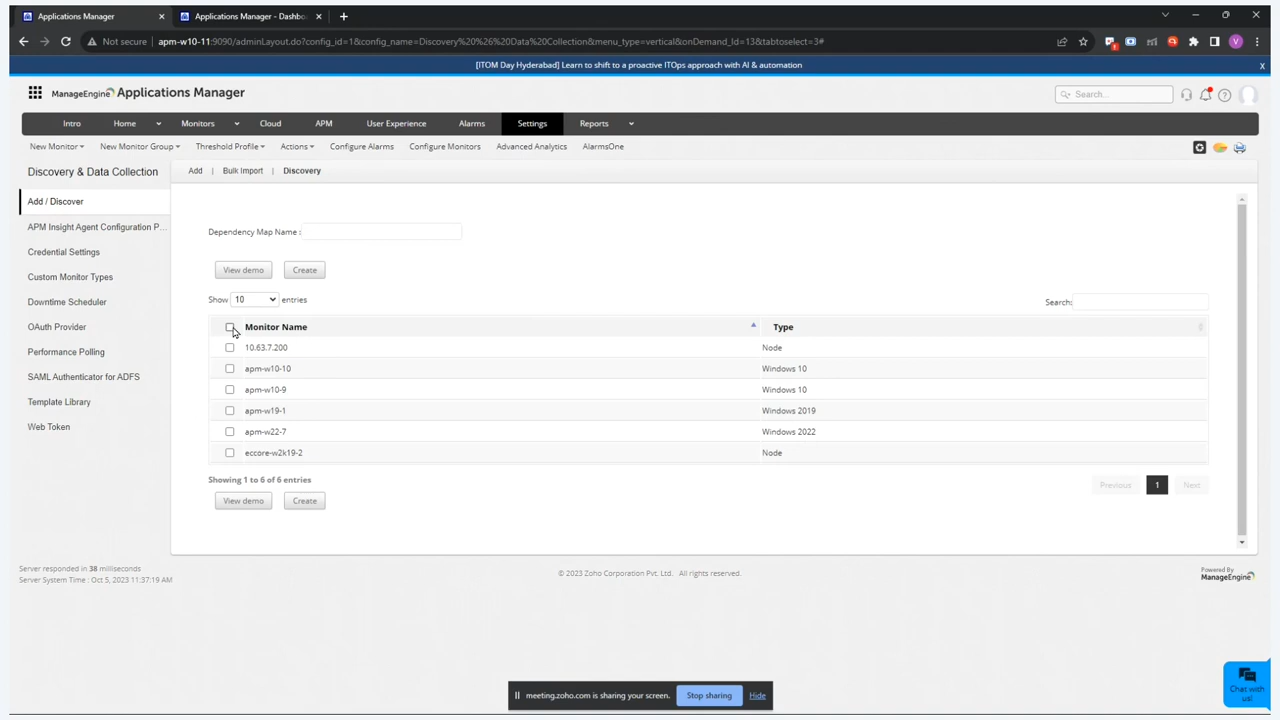 Applications Manager
Applications Manager - Dashbo
Not secure apm-w10-11:9090/adminLayout.do?config_id=1&config_name=Discovery%20%26%20Data%20Collection&menu_type=vertical&onDemand_Id=13&tabtoselect=3#
V
[ITOM Day Hyderabad] Learn to shift to a proactive ITOps approach with AI & automation X
ManageEngine Applications Manager
Search...
Intro Home Monitors Cloud APM User Experience Alarms Settings Reports
New Monitor New Monitor Group Threshold Profile Actions Configure Alarms Configure Monitors Advanced Analytics AlarmsOne
Discovery & Data Collection
Add | Bulk Import | Discovery
Add / Discover
APM Insight Agent Configuration P...
Credential Settings
Custom Monitor Types
Downtime Scheduler
OAuth Provider
Performance Polling
SAML Authenticator for ADFS
Template Library
Web Token
Dependency Map Name :
View demo Create
Show 10 entries
Search:
Monitor Name Type
10.63.7.200 Node
apm-w10-10 Windows 10
apm-w10-9 Windows 10
apm-w19-1 Windows 2019
apm-w22-7 Windows 2022
eccore-w2k19-2 Node
Showing 1 to 6 of 6 entries
Previous 1 Next
View demo Create
Server responded in 38 milliseconds
Server System Time : Oct 5, 2023 11:37:19 AM
© 2023 Zoho Corporation Pvt. Ltd. All rights reserved.
Powered By
ManageEngine
meeting.zoho.com is sharing your screen. Stop sharing Hide
Chat with
us!